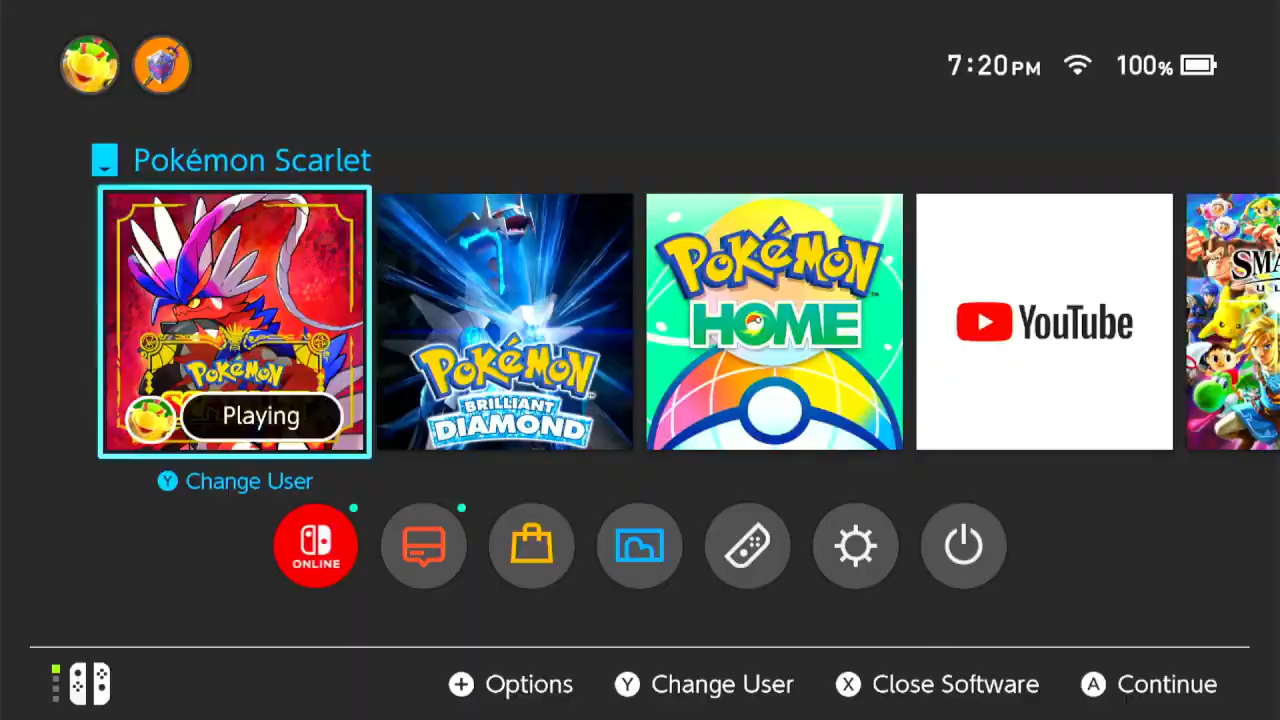 7:20PM 100%
Pokémon Scarlet
POKÉMON
Playing
POKÉMON
BRILLIANT
DIAMOND
POKÉMON
HOME
YouTube
Y Change User
ONLINE
+ Options Y Change User X Close Software A Continue